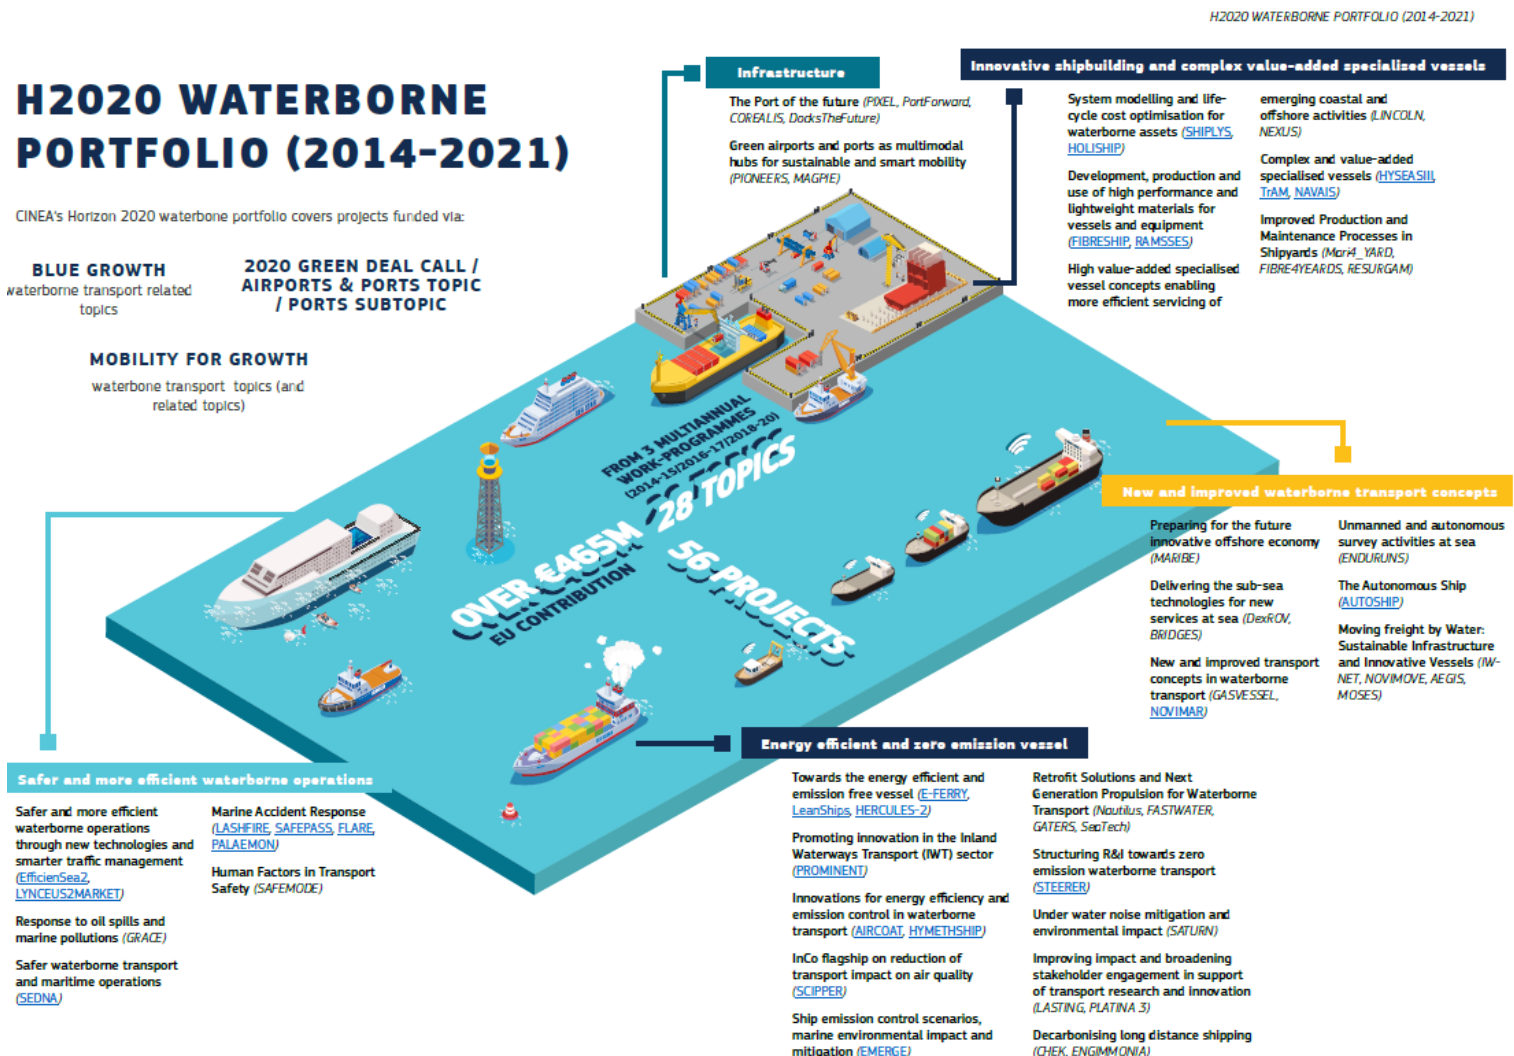 H2020 WATERBORNE PORTFOLIO (2014-2021)
H2020 WATERBORNE
PORTFOLIO (2014-2021)
CINEA's Horizon 2020 waterbone portfolio covers projects funded via:
BLUE GROWTH
waterborne transport related
topics
2020 GREEN DEAL CALL /
AIRPORTS & PORTS TOPIC
/ PORTS SUBTOPIC
MOBILITY FOR GROWTH
waterbone transport topics (and
related topics)
Infrastructure
The Port of the future (PIXEL, PortForward,
COREALIS, DocksTheFuture)
Green airports and ports as multimodal
hubs for sustainable and smart mobility
(PIONEERS, MAGPIE)
Innovative shipbuilding and complex value-added specialised vessels
System modelling and life-
cycle cost optimisation for
waterborne assets (SHIPLYS,
HOLISHIP)
Development, production and
use of high performance and
lightweight materials for
vessels and equipment
(FIBRESHIP, RAMSSES)
High value-added specialised
vessel concepts enabling
more efficient servicing of
emerging coastal and
offshore activities (LINCOLN,
NEXUS)
Complex and value-added
specialised vessels (HYSEASIII,
TrAM, NAVAIS)
Improved Production and
Maintenance Processes in
Shipyards (Mari4_YARD,
FIBRE4YEARDS, RESURGAM)
FROM 3 MULTIANNUAL
WORK-PROGRAMMES
(2014-15/2016-17/2018-20)
28 TOPICS
OVER €465M
EU CONTRIBUTION
56 PROJECTS
New and improved waterborne transport concepts
Preparing for the future
innovative offshore economy
(MARIBE)
Delivering the sub-sea
technologies for new
services at sea (DexROV,
BRIDGES)
New and improved transport
concepts in waterborne
transport (GASVESSEL,
NOVIMAR)
Unmanned and autonomous
survey activities at sea
(ENDURUNS)
The Autonomous Ship
(AUTOSHIP)
Moving freight by Water:
Sustainable Infrastructure
and Innovative Vessels (IW-
NET, NOVIMOVE, AEGIS,
MOSES)
Safer and more efficient waterborne operations
Safer and more efficient
waterborne operations
through new technologies and
smarter traffic management
(EfficienSea2,
LYNCEUS2MARKET)
Response to oil spills and
marine pollutions (GRACE)
Safer waterborne transport
and maritime operations
(SEDNA)
Marine Accident Response
(LASHFIRE, SAFEPASS, FLARE,
PALAEMON)
Human Factors in Transport
Safety (SAFEMODE)
Energy efficient and zero emission vessel
Towards the energy efficient and
emission free vessel (E-FERRY,
LeanShips, HERCULES-2)
Promoting innovation in the Inland
Waterways Transport (IWT) sector
(PROMINENT)
Innovations for energy efficiency and
emission control in waterborne
transport (AIRCOAT, HYMETHSHIP)
InCo flagship on reduction of
transport impact on air quality
(SCIPPER)
Ship emission control scenarios,
marine environmental impact and
mitigation (EMERGE)
Retrofit Solutions and Next
Generation Propulsion for Waterborne
Transport (Nautilus, FASTWATER,
GATERS, SeaTech)
Structuring R&I towards zero
emission waterborne transport
(STEERER)
Under water noise mitigation and
environmental impact (SATURN)
Improving impact and broadening
stakeholder engagement in support
of transport research and innovation
(LASTING, PLATINA 3)
Decarbonising long distance shipping
(CHEK, ENGIMMONIA)